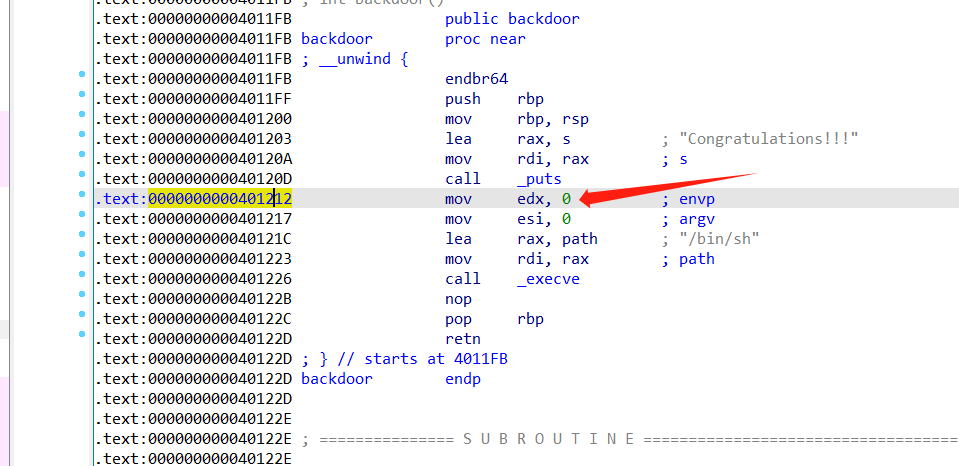 .text:00000000004011FB ; int backdoor()
.text:00000000004011FB public backdoor
.text:00000000004011FB backdoor proc near
.text:00000000004011FB ; __unwind {
.text:00000000004011FB endbr64
.text:00000000004011FF push rbp
.text:0000000000401200 mov rbp, rsp
.text:0000000000401203 lea rax, s ; "Congratulations!!!"
.text:000000000040120A mov rdi, rax ; s
.text:000000000040120D call _puts
.text:0000000000401212 mov edx, 0 ; envp
.text:0000000000401217 mov esi, 0 ; argv
.text:000000000040121C lea rax, path ; "/bin/sh"
.text:0000000000401223 mov rdi, rax ; path
.text:0000000000401226 call _execve
.text:000000000040122B nop
.text:000000000040122C pop rbp
.text:000000000040122D retn
.text:000000000040122D ; } // starts at 4011FB
.text:000000000040122D backdoor endp
.text:000000000040122D
.text:000000000040122E
.text:000000000040122E ; =============== S U B R O U T I N E ===================================
.text:000000000040122E